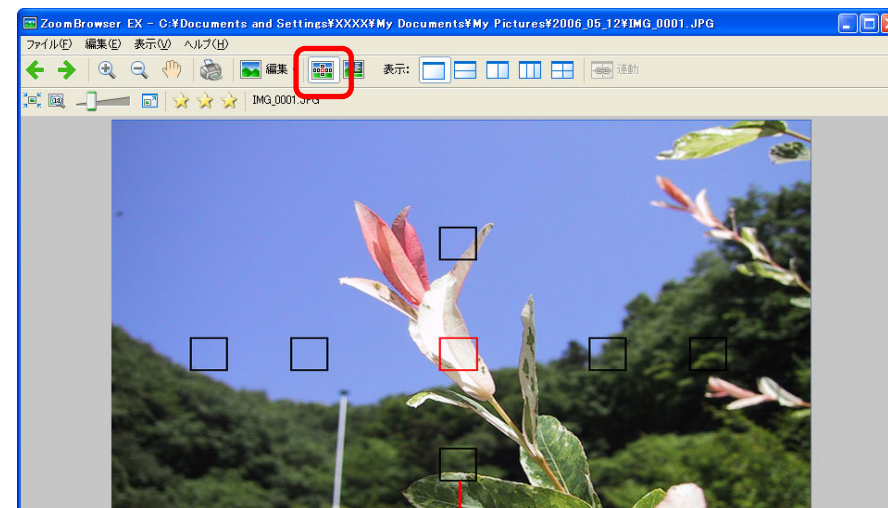 ZoomBrowser EX - C:¥Documents and Settings¥XXXX¥My Documents¥My Pictures¥2006_05_12¥IMG_0001.JPG
ファイル(F) 編集(E) 表示(V) ヘルプ(H)
編集 表示: 連動
IMG_0001.JPG